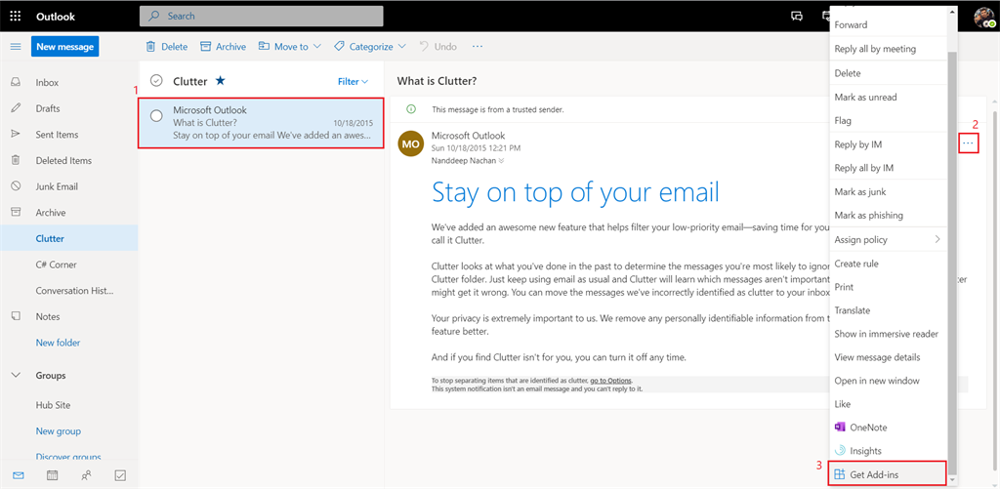 Outlook
Search
New message
Delete
Archive
Move to
Categorize
Undo
Inbox
Drafts
Sent Items
Deleted Items
Junk Email
Archive
Clutter
C# Corner
Conversation Hist...
Notes
New folder
Groups
Hub Site
New group
Discover groups
Clutter
Filter
1
Microsoft Outlook
What is Clutter?
10/18/2015
Stay on top of your email We've added an awes...
What is Clutter?
This message is from a trusted sender.
2
MO
Microsoft Outlook
Sun 10/18/2015 12:21 PM
Nanddeep Nachan
Stay on top of your email
We've added an awesome new feature that helps filter your low-priority email—saving time for you
call it Clutter.
Clutter looks at what you've done in the past to determine the messages you're most likely to ignor
Clutter folder. Just keep using email as usual and Clutter will learn which messages aren't important
might get it wrong. You can move the messages we've incorrectly identified as clutter to your inbox
Your privacy is extremely important to us. We remove any personally identifiable information from t
feature better.
And if you find Clutter isn't for you, you can turn it off any time.
To stop separating items that are identified as clutter, go to Options.
This system notification isn't an email message and you can't reply to it.
Forward
Reply all by meeting
Delete
Mark as unread
Flag
Reply by IM
Reply all by IM
Mark as junk
Mark as phishing
Assign policy
Create rule
Print
Translate
Show in immersive reader
View message details
Open in new window
Like
OneNote
Insights
3
Get Add-ins